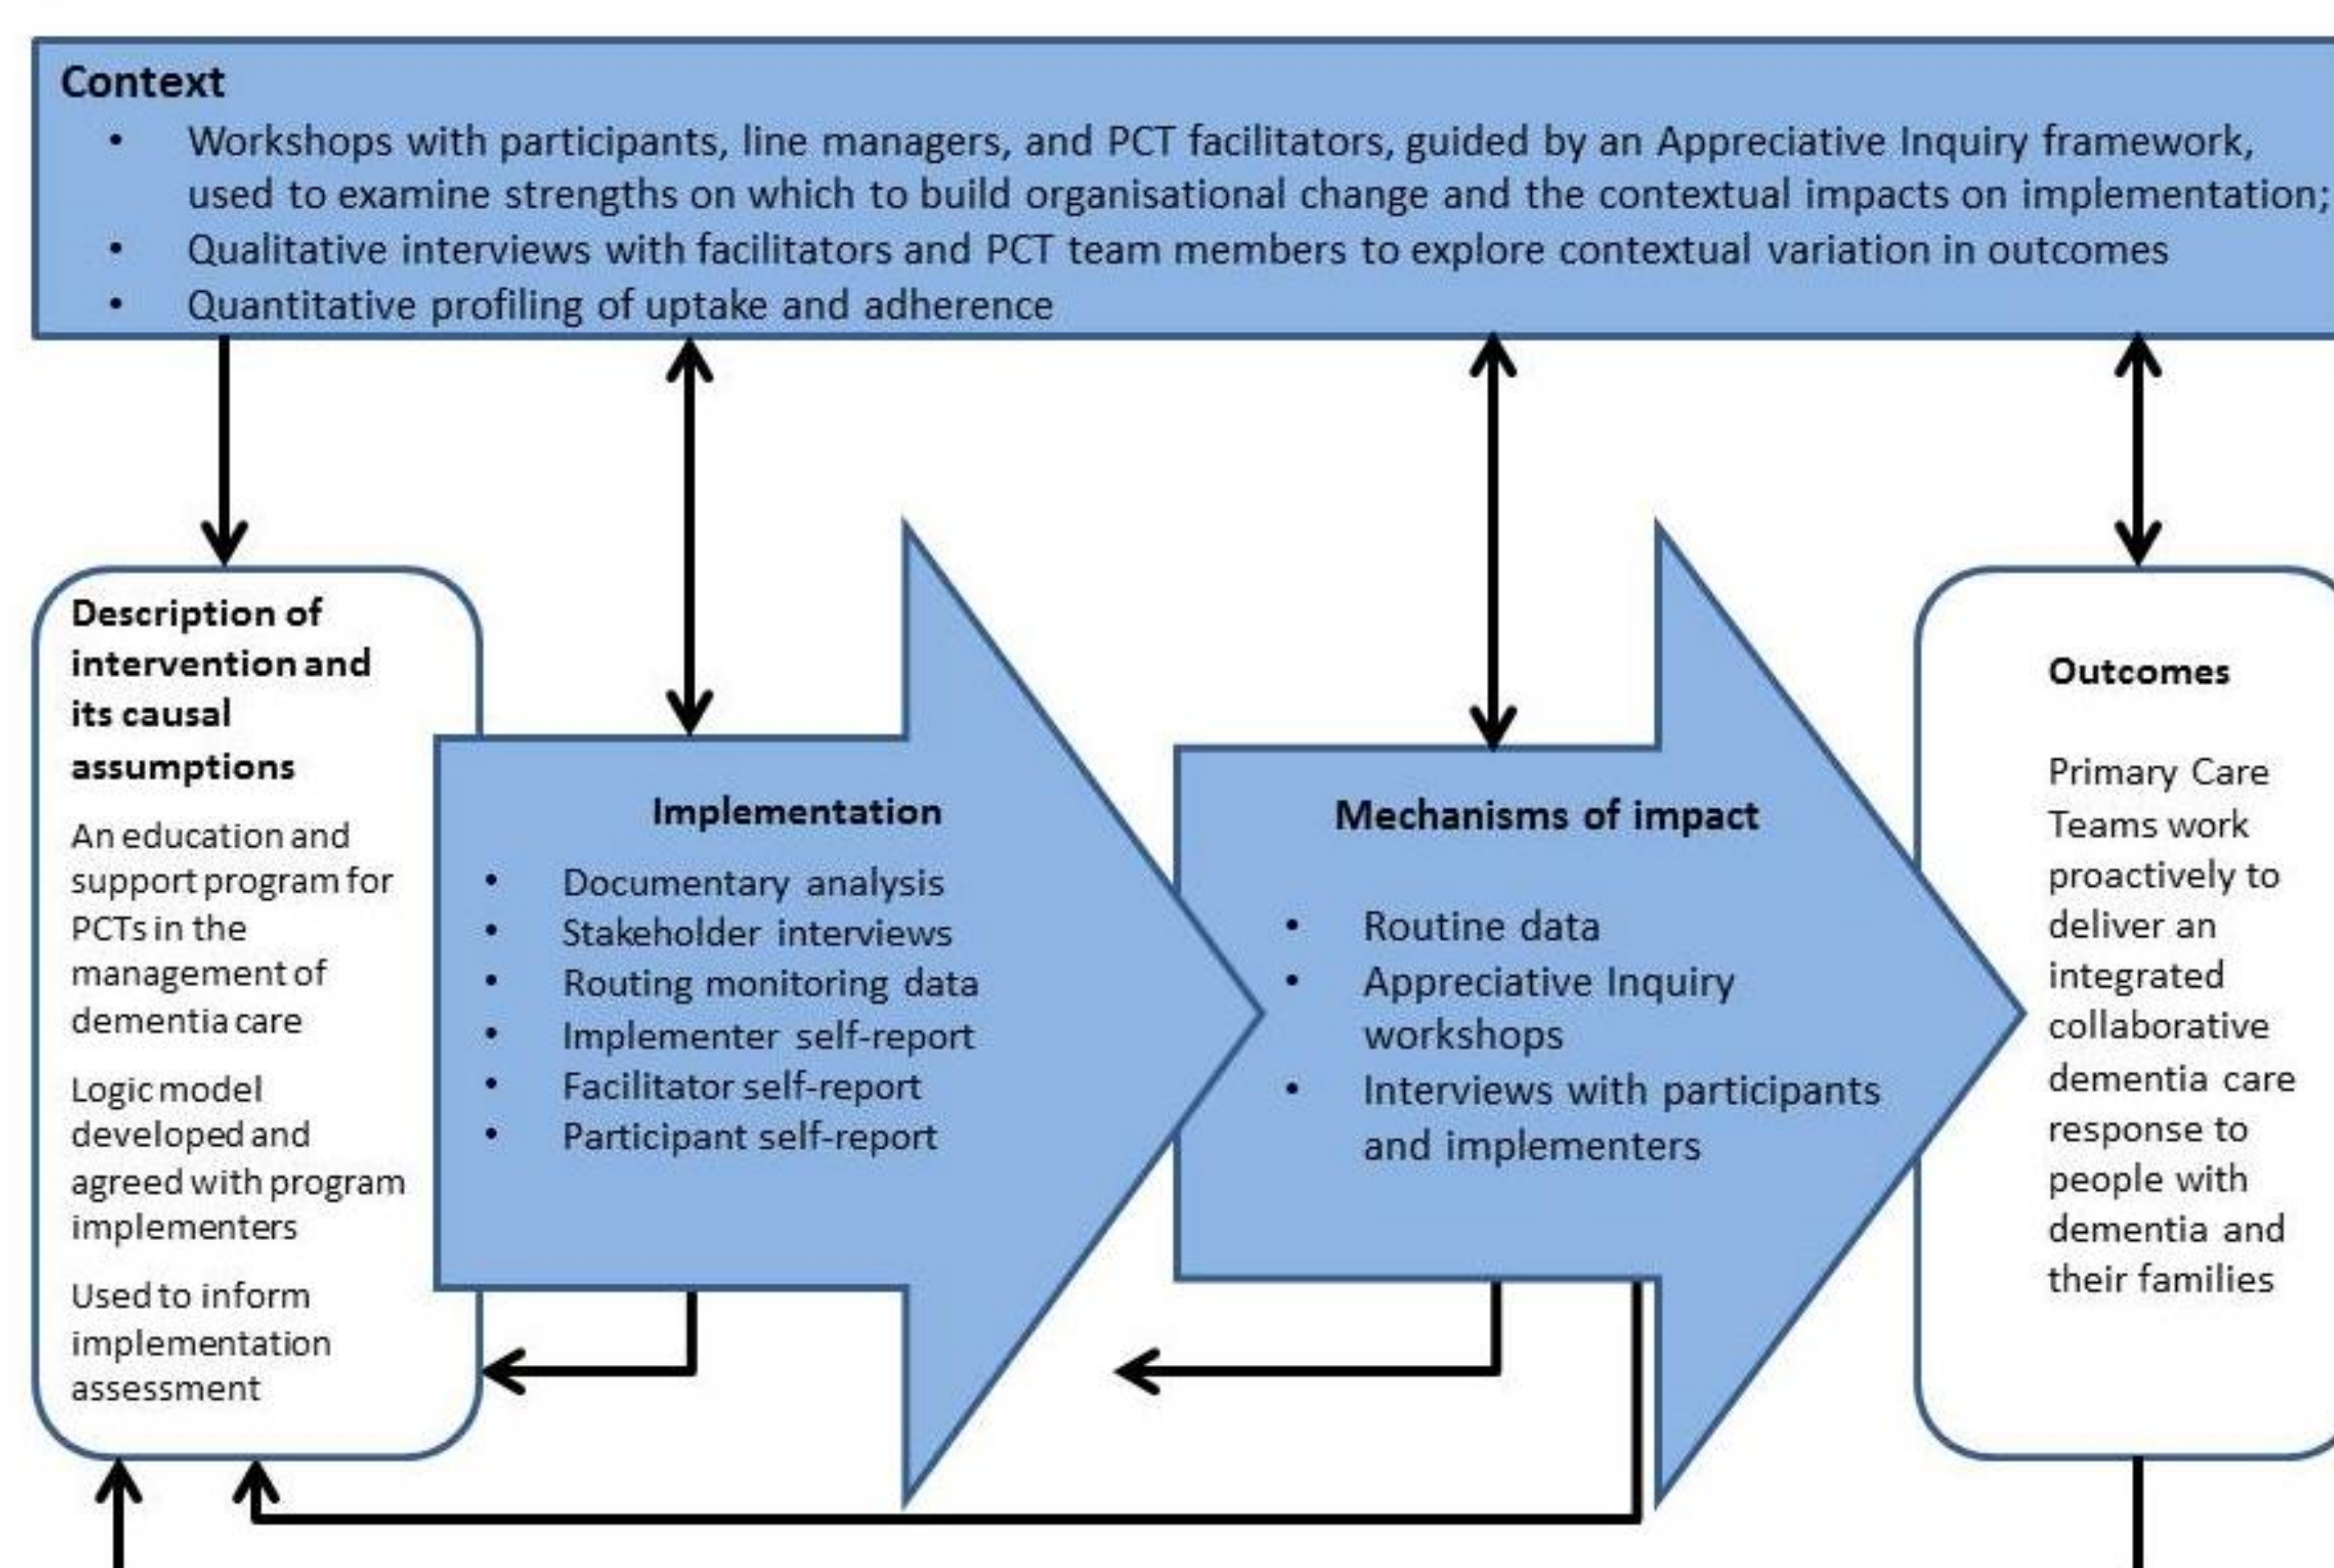 Context
• Workshops with participants, line managers, and PCT facilitators, guided by an Appreciative Inquiry framework,
used to examine strengths on which to build organisational change and the contextual impacts on implementation;
• Qualitative interviews with facilitators and PCT team members to explore contextual variation in outcomes
• Quantitative profiling of uptake and adherence
Description of
intervention and
its causal
assumptions
An education and
support program for
PCTs in the
management of
dementia care
Logic model
developed and
agreed with program
implementers
Used to inform
implementation
assessment
Implementation
• Documentary analysis
• Stakeholder interviews
• Routing monitoring data
• Implementer self-report
• Facilitator self-report
• Participant self-report
Mechanisms of impact
• Routine data
• Appreciative Inquiry
workshops
• Interviews with participants
and implementers
Outcomes
Primary Care
Teams work
proactively to
deliver an
integrated
collaborative
dementia care
response to
people with
dementia and
their families